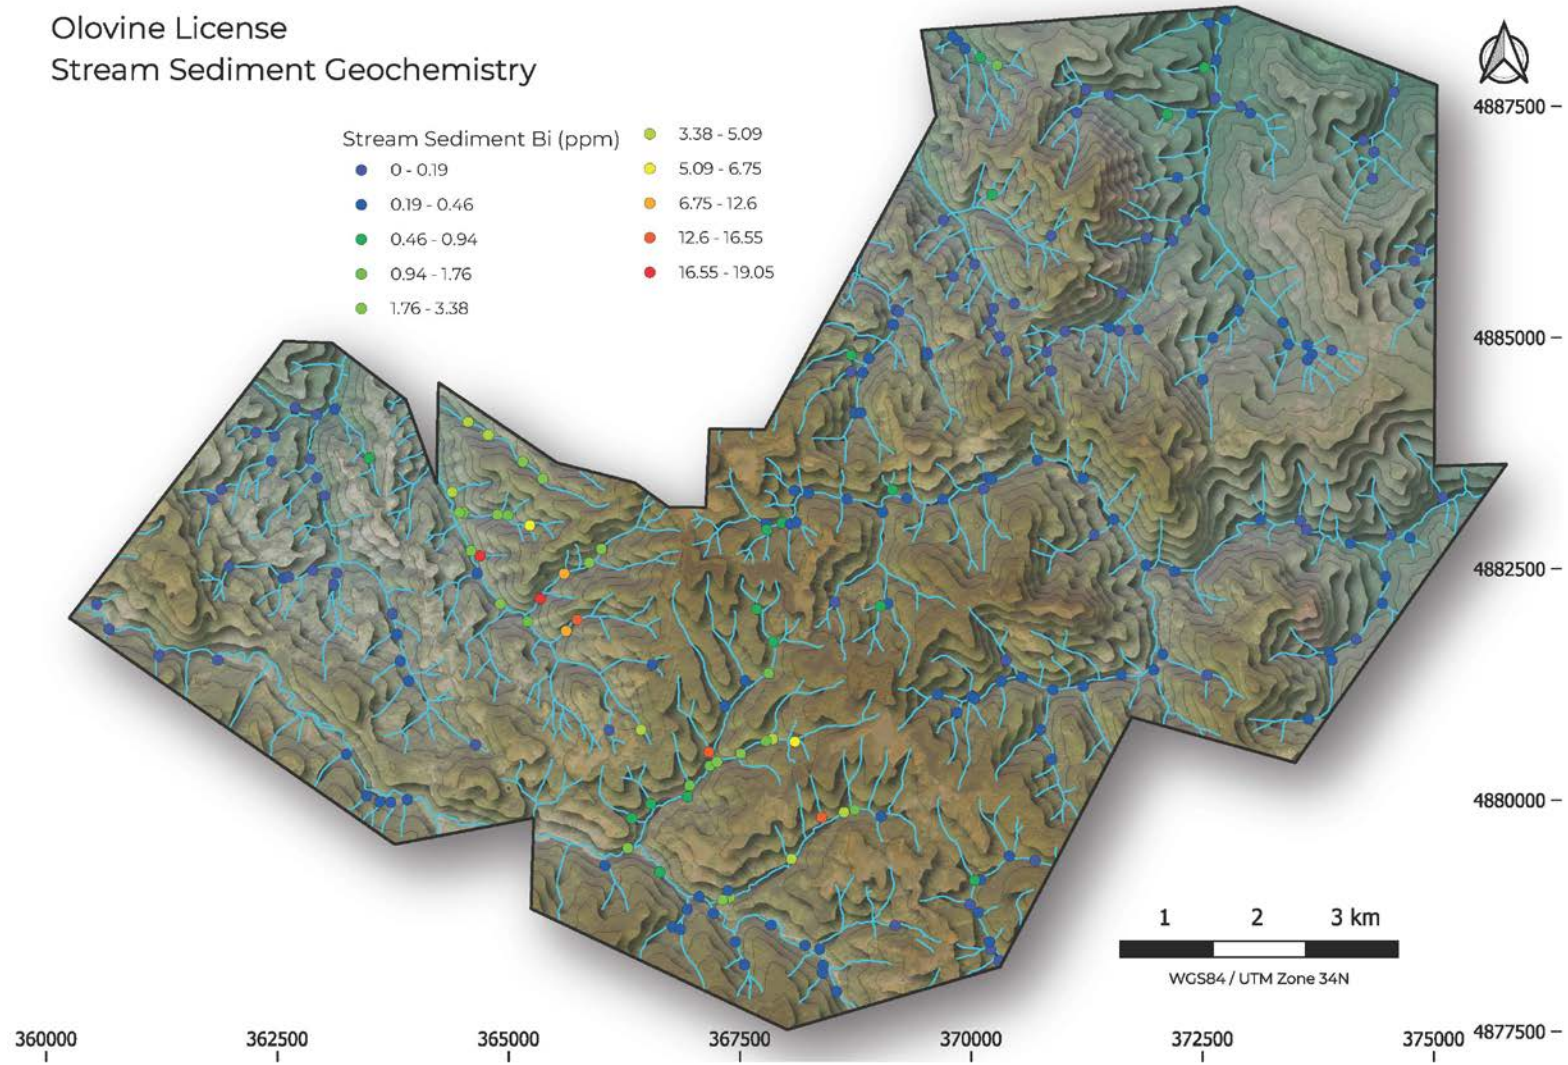 Olovine License
Stream Sediment Geochemistry
Stream Sediment Bi (ppm)
0 - 0.19
0.19 - 0.46
0.46 - 0.94
0.94 - 1.76
1.76 - 3.38
3.38 - 5.09
5.09 - 6.75
6.75 - 12.6
12.6 - 16.55
16.55 - 19.05
4887500
4885000
4882500
4880000
4877500
1 2 3 km
WGS84 / UTM Zone 34N
360000 362500 365000 367500 370000 372500 375000